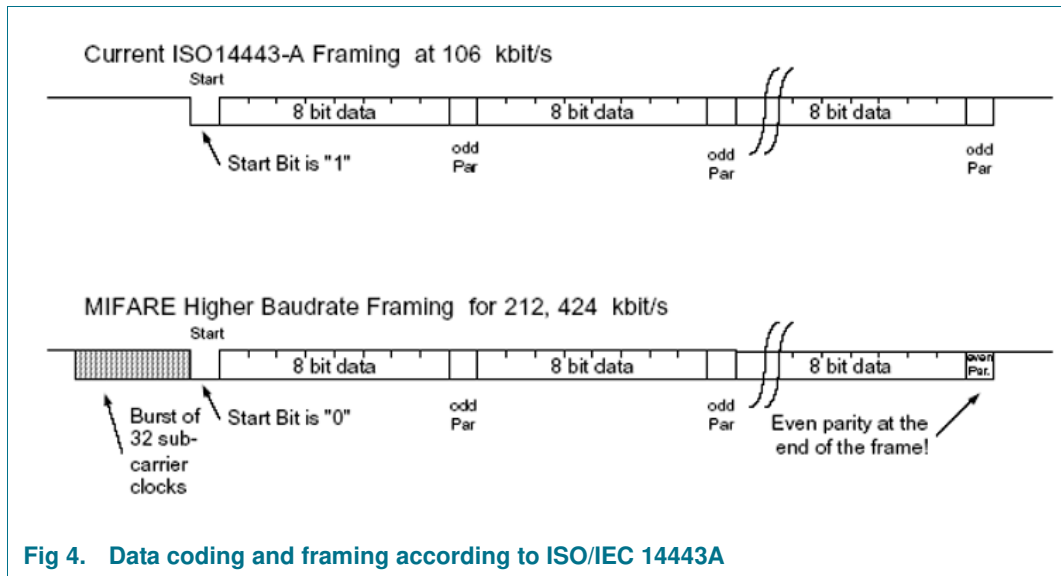 Current ISO14443-A Framing at 106 kbit/s
Start
8 bit data 8 bit data 8 bit data
Start Bit is "1"
odd Par
odd Par
odd Par
MIFARE Higher Baudrate Framing for 212, 424 kbit/s
Start
8 bit data 8 bit data 8 bit data even Par.
Burst of 32 sub-carrier clocks
Start Bit is "0"
odd Par
odd Par
Even parity at the end of the frame!
Fig 4. Data coding and framing according to ISO/IEC 14443A